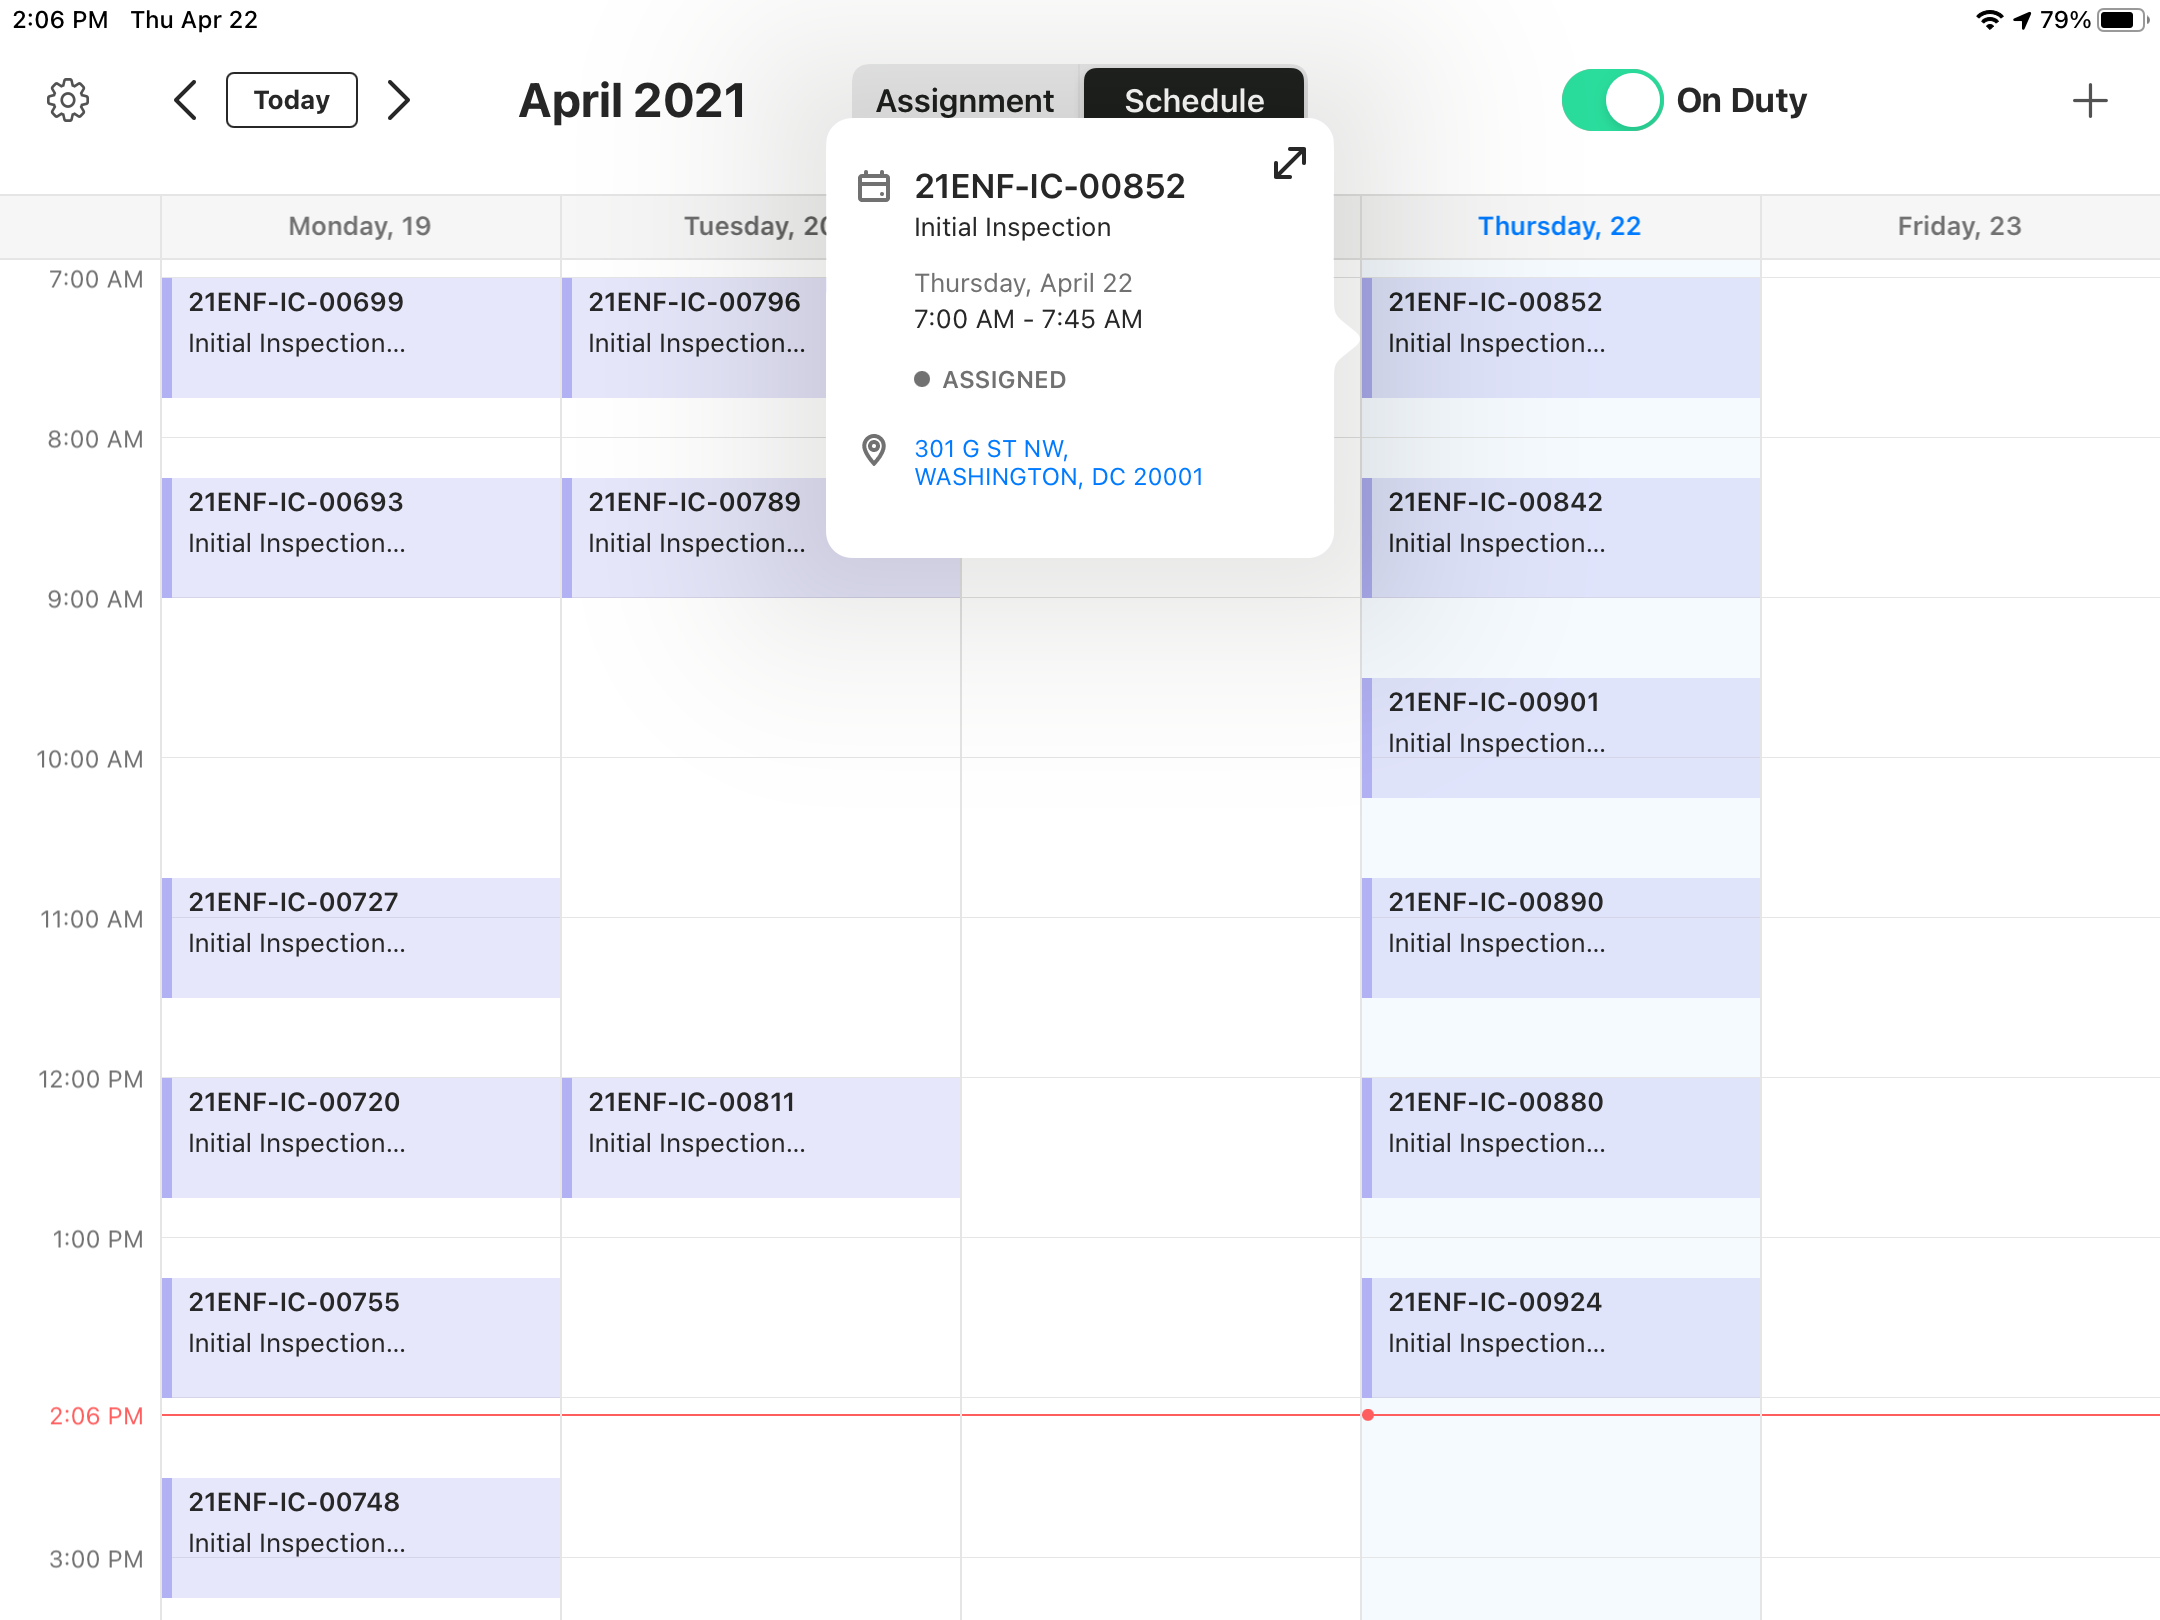 2:06 PM Thu Apr 22 79%
Today April 2021 Assignment Schedule On Duty
21ENF-IC-00852
Initial Inspection
Thursday, April 22
7:00 AM - 7:45 AM
ASSIGNED
301 G ST NW,
WASHINGTON, DC 20001
Monday, 19 Tuesday, 20 Thursday, 22 Friday, 23
7:00 AM
21ENF-IC-00699 21ENF-IC-00796 21ENF-IC-00852
Initial Inspection... Initial Inspection... Initial Inspection...
8:00 AM
21ENF-IC-00693 21ENF-IC-00789 21ENF-IC-00842
Initial Inspection... Initial Inspection... Initial Inspection...
9:00 AM
21ENF-IC-00901
Initial Inspection...
10:00 AM
21ENF-IC-00727 21ENF-IC-00890
11:00 AM
Initial Inspection... Initial Inspection...
12:00 PM
21ENF-IC-00720 21ENF-IC-00811 21ENF-IC-00880
Initial Inspection... Initial Inspection... Initial Inspection...
1:00 PM
21ENF-IC-00755 21ENF-IC-00924
Initial Inspection... Initial Inspection...
2:06 PM
21ENF-IC-00748
Initial Inspection...
3:00 PM